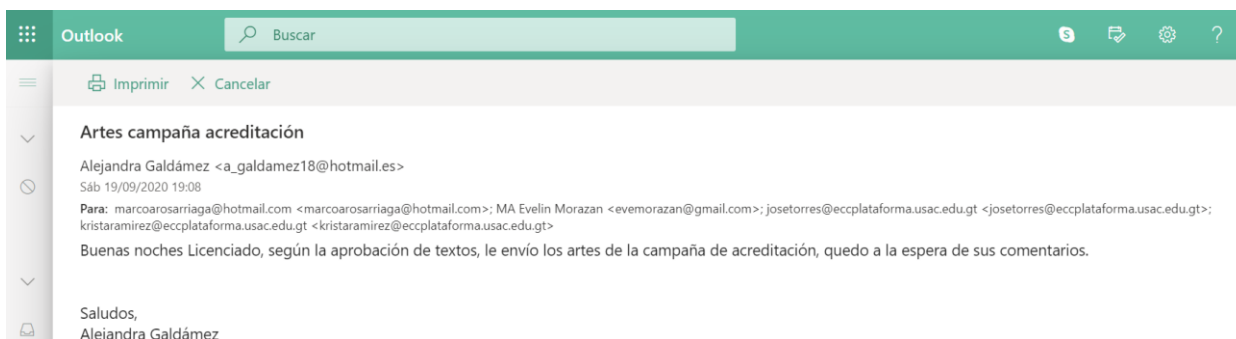 Outlook
Buscar
Imprimir Cancelar
Artes campaña acreditación
Alejandra Galdámez <a_galdamez18@hotmail.es>
Sáb 19/09/2020 19:08
Para: marcoarosarriaga@hotmail.com <marcoarosarriaga@hotmail.com>; MA Evelin Morazan <evemorazan@gmail.com>; josetorres@eccplataforma.usac.edu.gt <josetorres@eccplataforma.usac.edu.gt>;
kristaramirez@eccplataforma.usac.edu.gt <kristaramirez@eccplataforma.usac.edu.gt>
Buenas noches Licenciado, según la aprobación de textos, le envío los artes de la campaña de acreditación, quedo a la espera de sus comentarios.
Saludos,
Alejandra Galdámez